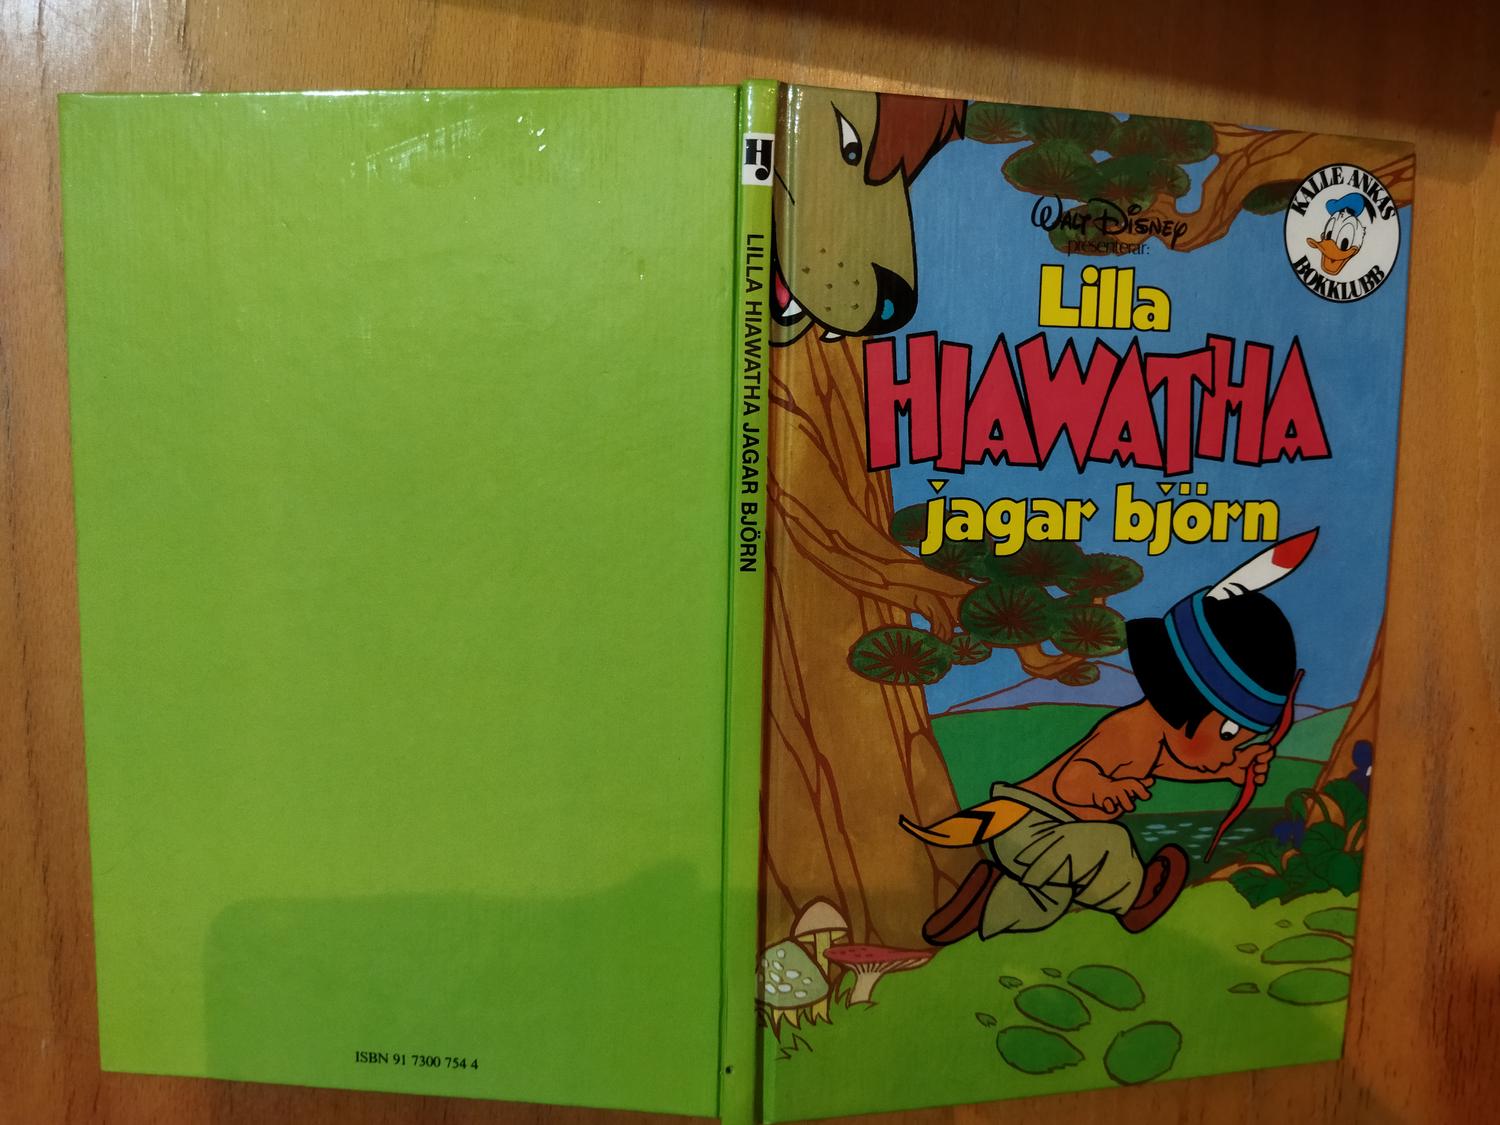 ISBN 91 7300 754 4
Hj
LILLA HIAWATHA JAGAR BJÖRN
WALT DISNEY
presenterar:
Lilla
HIAWATHA
jagar björn
KALLE ANKAS
BOKKLUBB